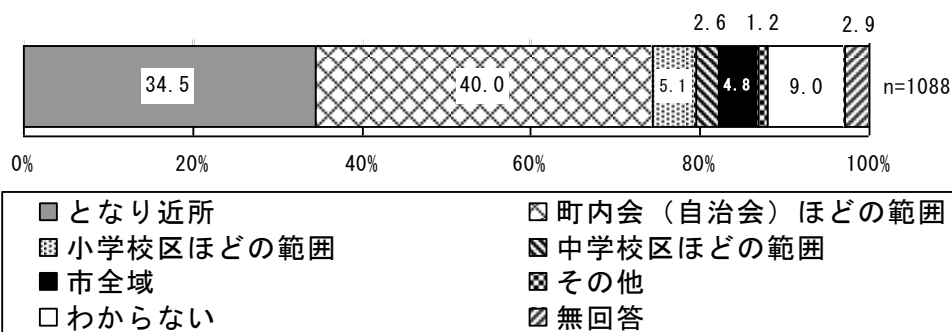 2.6 1.2 2.9
34.5 40.0 5.1 4.8 9.0 n=1088
0% 20% 40% 60% 80% 100%
となり近所 町内会（自治会）ほどの範囲
小学校区ほどの範囲 中学校区ほどの範囲
市全域 その他
わからない 無回答